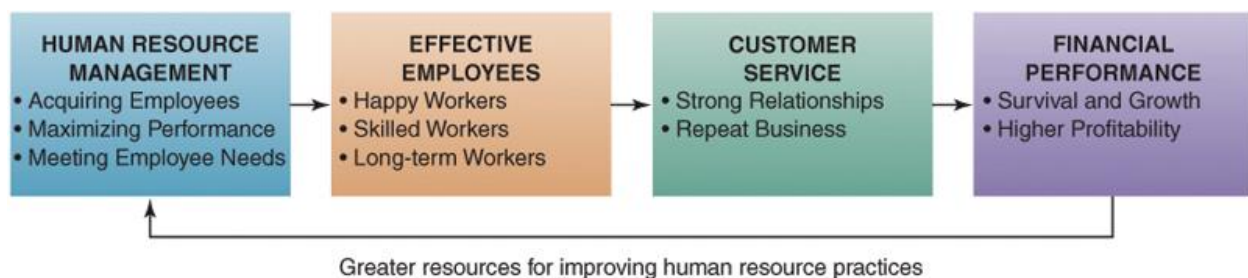 HUMAN RESOURCE
MANAGEMENT
• Acquiring Employees
• Maximizing Performance
• Meeting Employee Needs
EFFECTIVE
EMPLOYEES
• Happy Workers
• Skilled Workers
• Long-term Workers
CUSTOMER
SERVICE
• Strong Relationships
• Repeat Business
FINANCIAL
PERFORMANCE
• Survival and Growth
• Higher Profitability
Greater resources for improving human resource practices